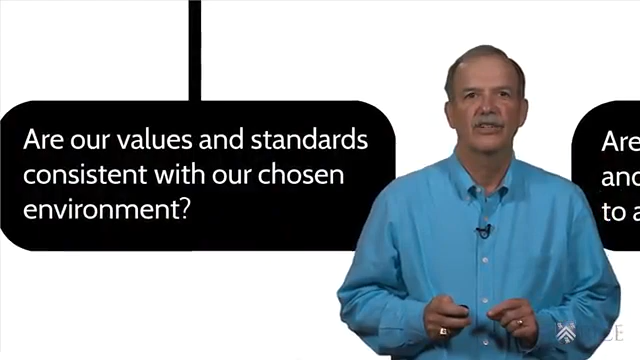 Are our values and standards
consistent with our chosen
environment?
Are
and
to a